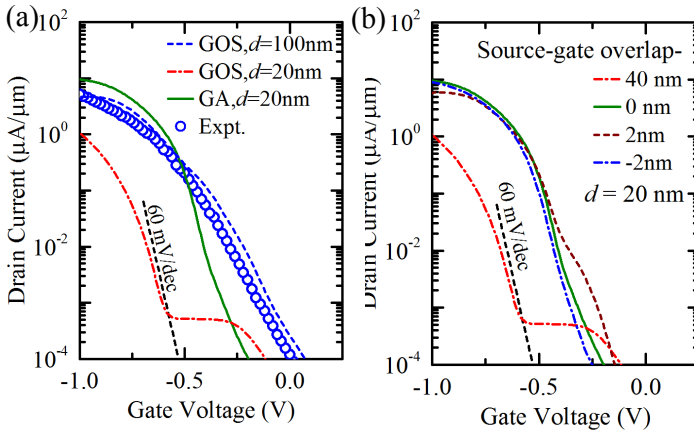 (a)
10^2
10^0
10^-2
10^-4
Drain Current (µA/µm)
GOS,d=100nm
GOS,d=20nm
GA,d=20nm
Expt.
60 mV/dec
-1.0
-0.5
0.0
Gate Voltage (V)
(b)
10^2
10^0
10^-2
10^-4
Drain Current (µA/µm)
Source-gate overlap-
40 nm
0 nm
2nm
-2nm
d = 20 nm
60 mV/dec
-1.0
-0.5
0.0
Gate Voltage (V)